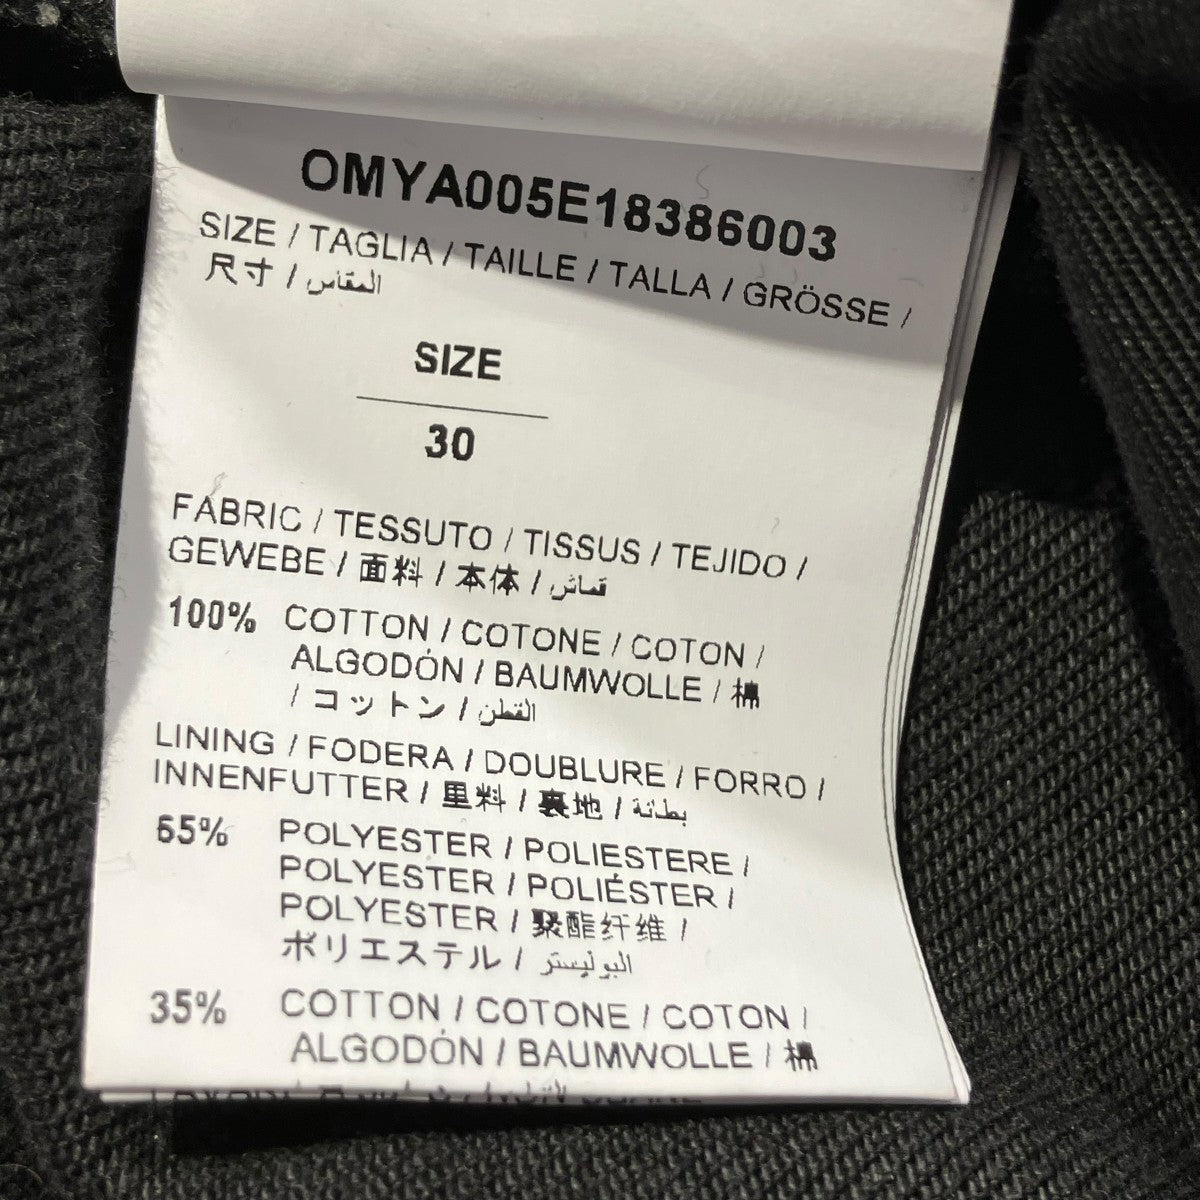 OMYA005E18386003
SIZE / TAGLIA / TAILLE / TALLA / GRÖSSE /
尺寸 / المقاس
SIZE
30
FABRIC / TESSUTO / TISSUS / TEJIDO /
GEWEBE / 面料 / 本体 / قماش
100% COTTON / COTONE / COTON /
ALGODÓN / BAUMWOLLE / 棉
/ コットン / القطن
LINING / FODERA / DOUBLURE / FORRO /
INNENFUTTER / 里料 / 裏地 / بطانة
65% POLYESTER / POLIESTERE /
POLYESTER / POLIÉSTER /
POLYESTER / 聚酯纤维 /
ポリエステル / البوليستر
35% COTTON / COTONE / COTON /
ALGODÓN / BAUMWOLLE / 棉